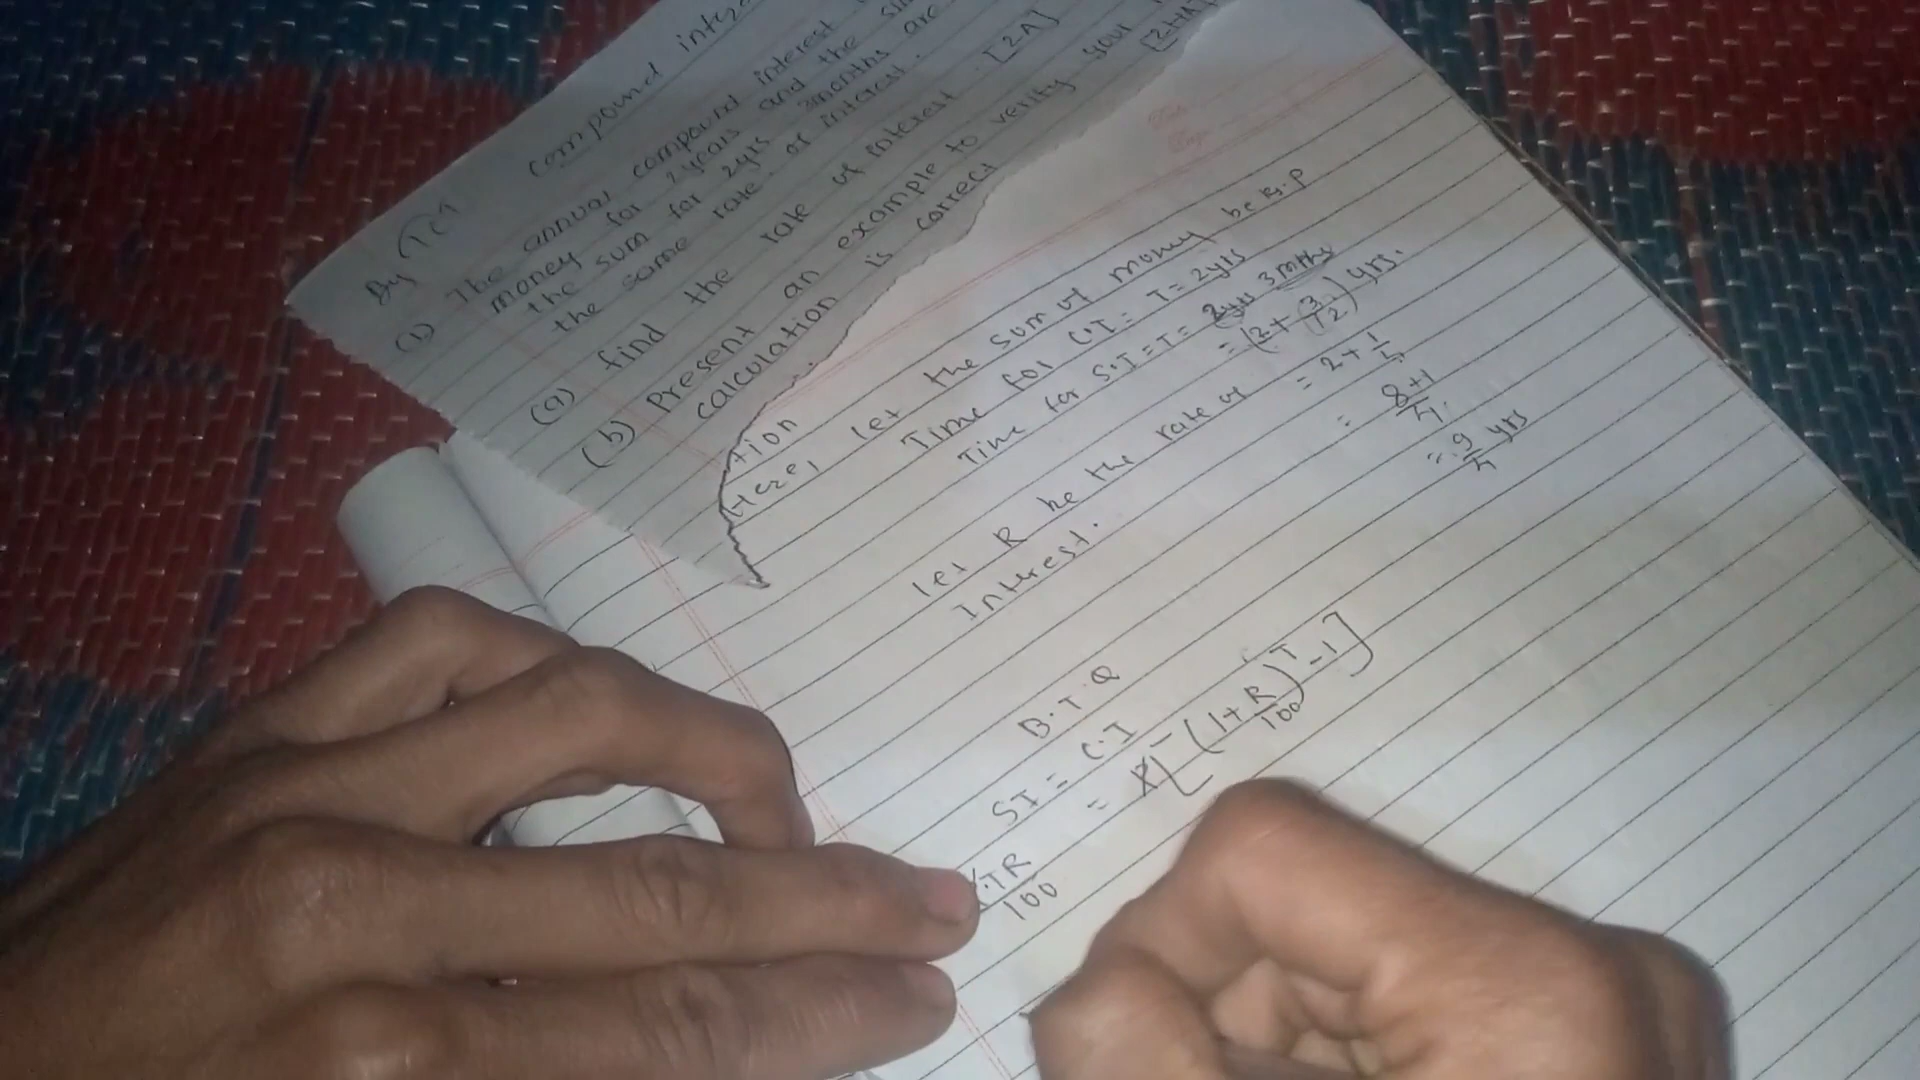 compound
By
(1) The annual compound interest
money for 2 years and the
the sum for 2yrs 3months are
the same rate of interest.
(a) find the rate of interest. [2A]
(b) Present an example to verify your
calculation is correct
tion
Here, let the sum of money be Rs. P
Time for C.I = T = 2yrs
Time for S.I = T = 2yrs 3 mnths
= (2 + 3/12) yrs.
= 2 + 1/4
= 8+1/4
= 9/4 yrs
let R be the rate of
Interest.
B.T.Q
SI = C.I
P.TR/100 = P[(1+R/100)^T -1]